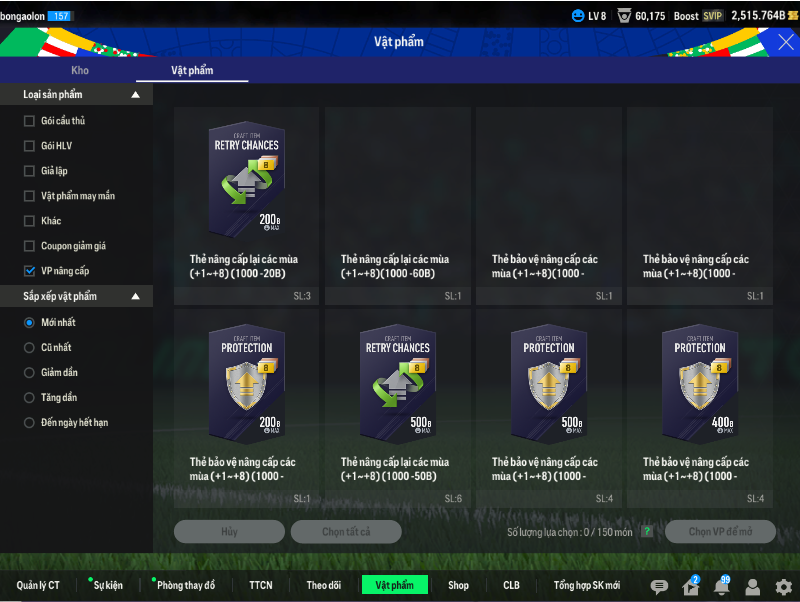 bongaolon 157
LV 8 60,175 Boost SVIP 2,515.764B
Vật phẩm
Kho Vật phẩm
Loại sản phẩm
Gói cầu thủ
Gói HLV
Giả lập
Vật phẩm may mắn
Khác
Coupon giảm giá
VP nâng cấp
Sắp xếp vật phẩm
Mới nhất
Cũ nhất
Giảm dần
Tăng dần
Đến ngày hết hạn
CRAFT ITEM
RETRY CHANCES
8
200B
MAX
Thẻ nâng cấp lại các mùa
(+1~+8)(1000 -20B)
SL:3
Thẻ nâng cấp lại các mùa
(+1~+8)(1000 -60B)
SL:1
Thẻ bảo vệ nâng cấp các
mùa (+1~+8)(1000 -
SL:1
Thẻ bảo vệ nâng cấp các
mùa (+1~+8)(1000 -
SL:1
CRAFT ITEM
PROTECTION
8
200B
MAX
Thẻ bảo vệ nâng cấp các
mùa (+1~+8)(1000 -
SL:1
CRAFT ITEM
RETRY CHANCES
8
500B
MAX
Thẻ nâng cấp lại các mùa
(+1~+8)(1000 -50B)
SL:6
CRAFT ITEM
PROTECTION
8
500B
MAX
Thẻ bảo vệ nâng cấp các
mùa (+1~+8)(1000 -
SL:4
CRAFT ITEM
PROTECTION
8
400B
MAX
Thẻ bảo vệ nâng cấp các
mùa (+1~+8)(1000 -
SL:4
Hủy Chọn tất cả Số lượng lựa chọn : 0 / 150 món ? Chọn VP để mở
Quản lý CT Sự kiện Phòng thay đồ TTCN Theo dõi Vật phẩm Shop CLB Tổng hợp SK mới 2 99